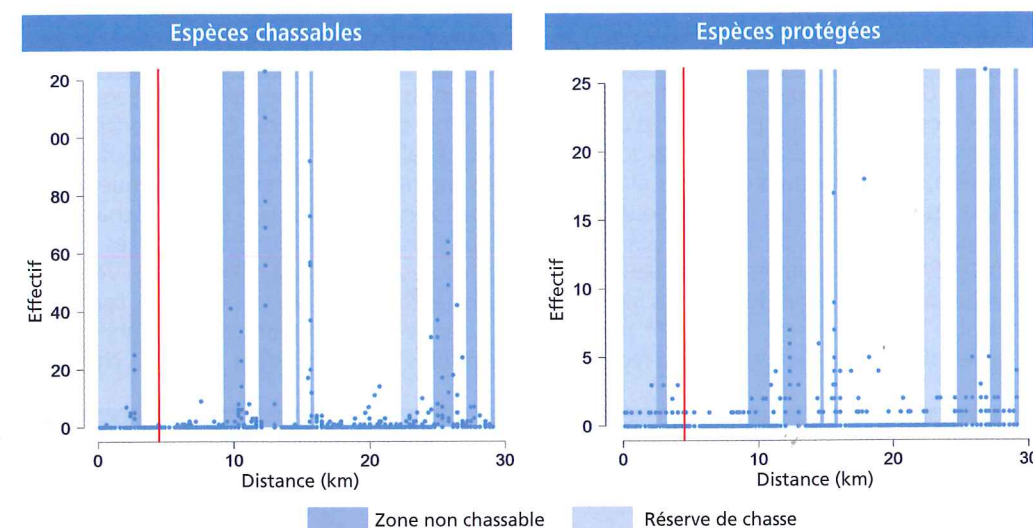 Espèces chassables
Espèces protégées
20
00
80
60
40
20
0
Effectif
0 10 20 30
Distance (km)
25
20
15
10
5
0
Effectif
0 10 20 30
Distance (km)
Zone non chassable
Réserve de chasse